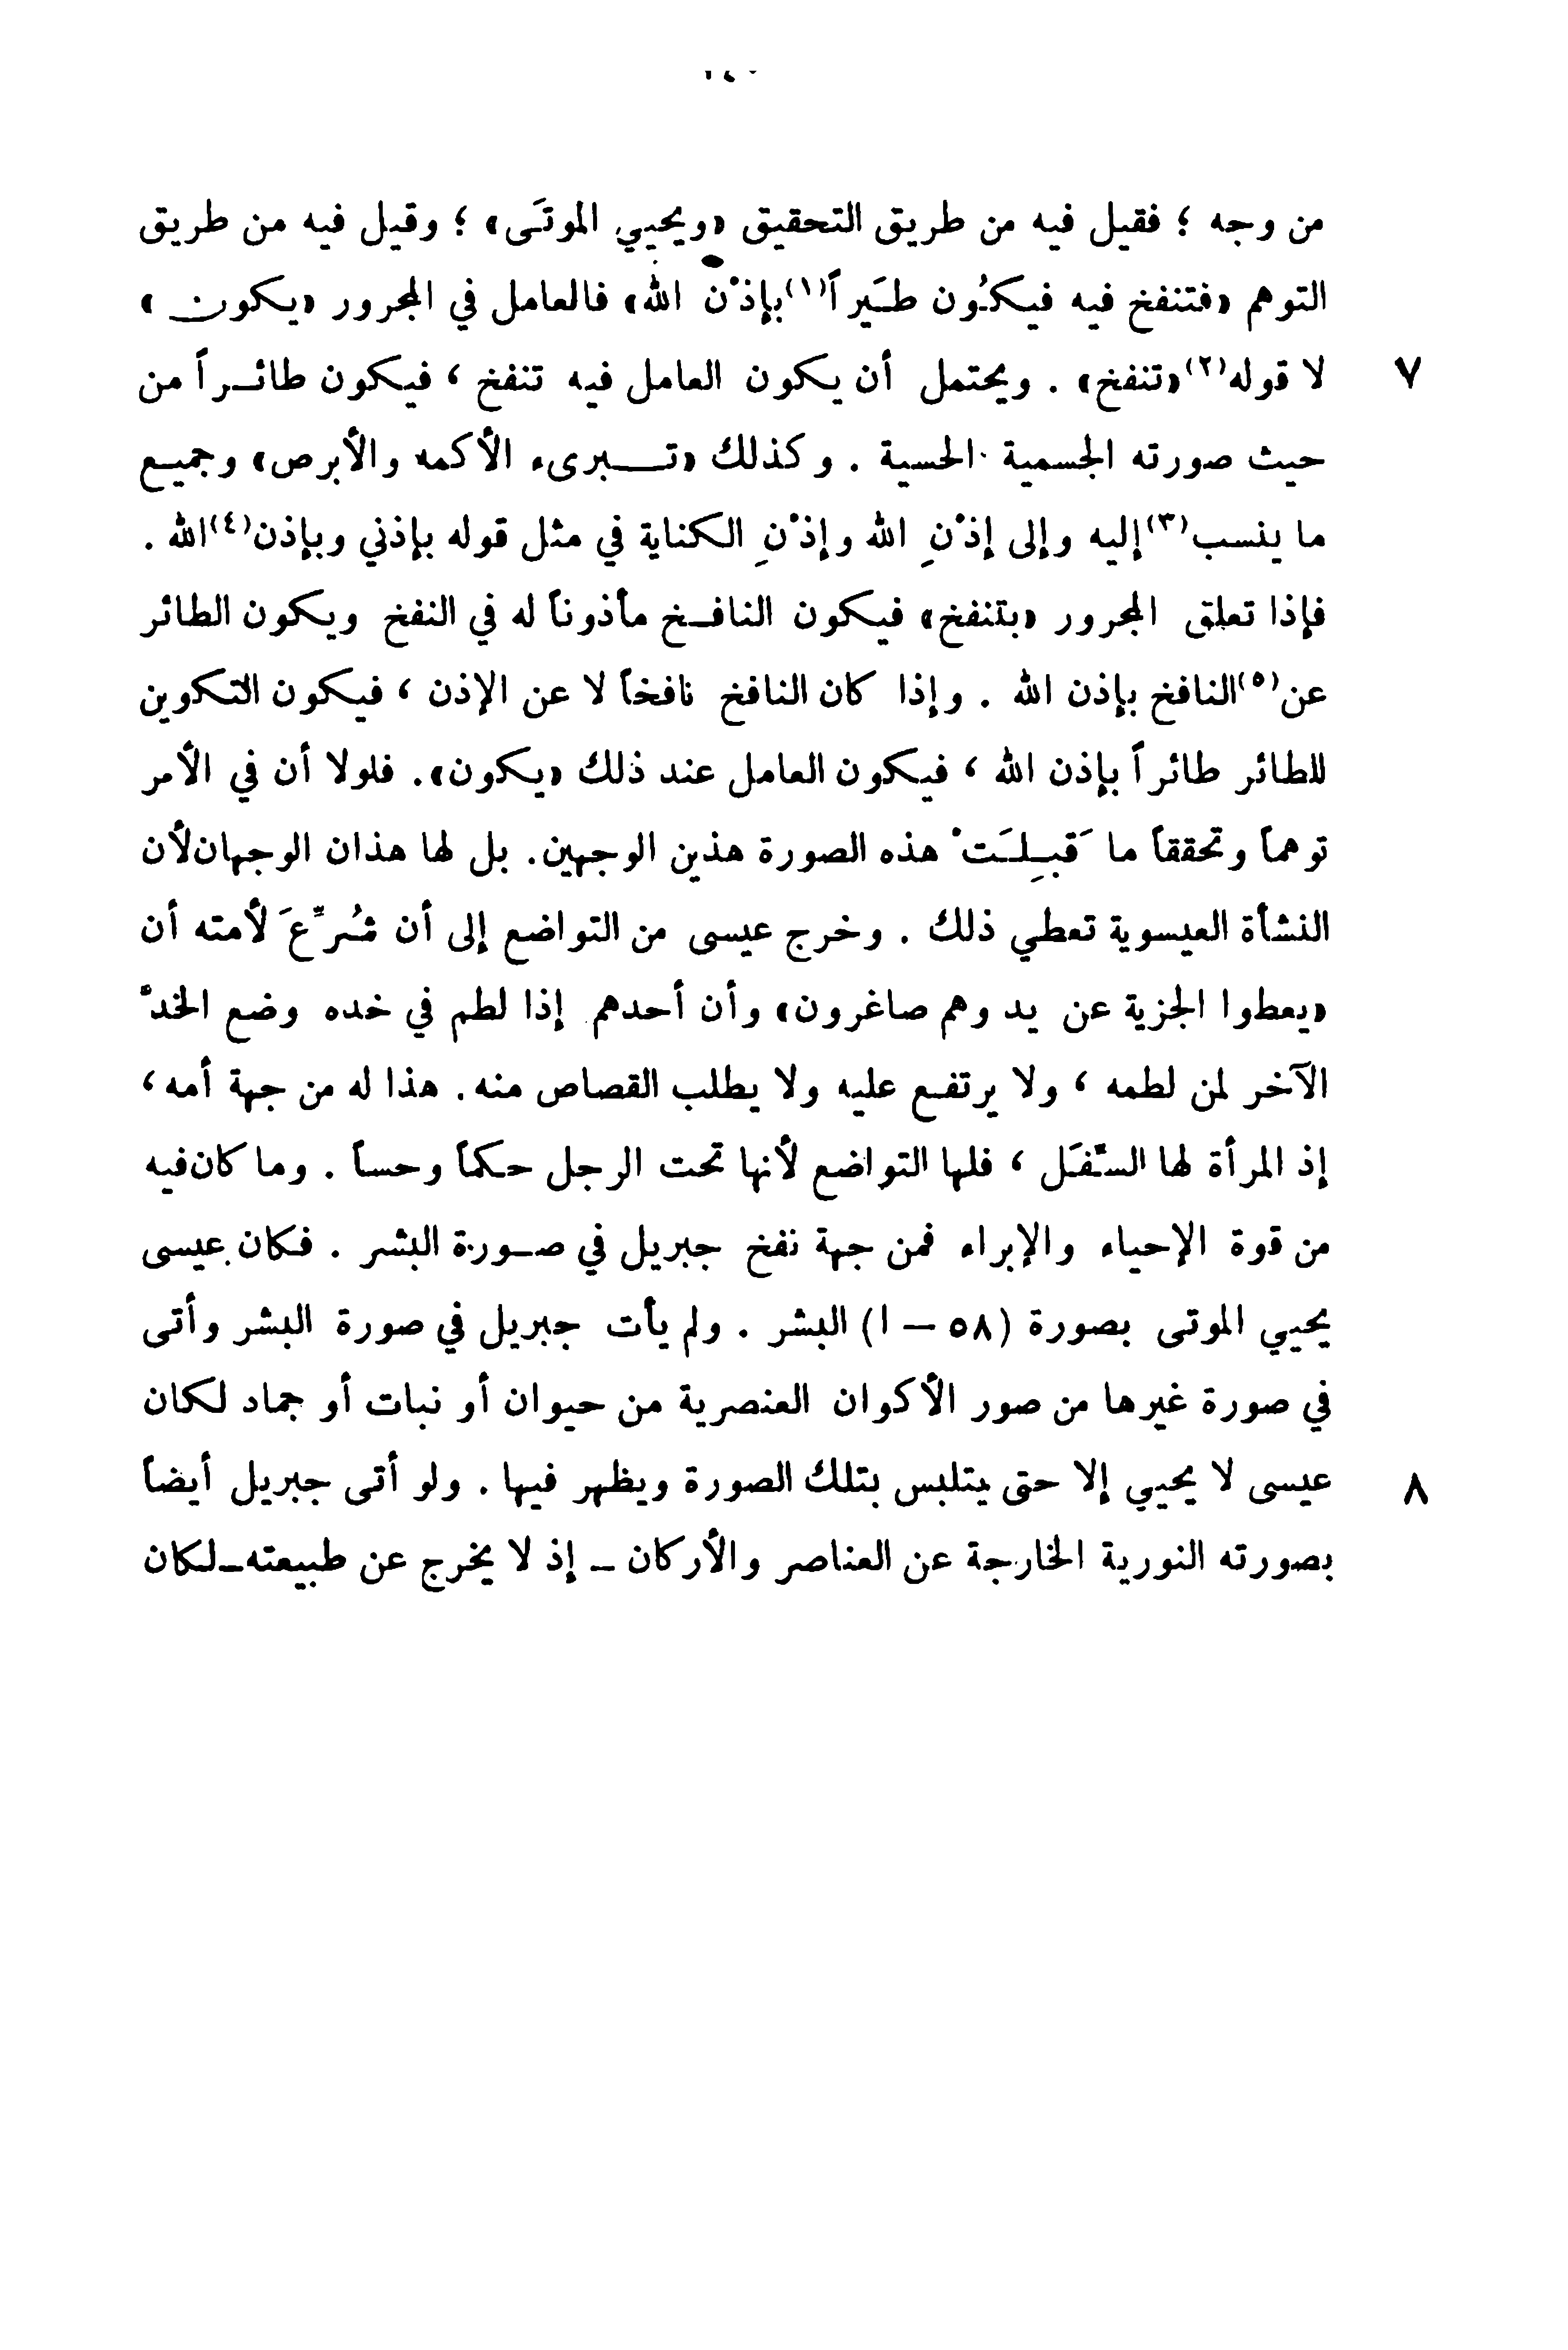 من وجه ؛ فقيل فيه من طريق التحقيق «ويحيي الموتَى» ؛ وقيل فيه من طريق
التوهم «فتنفخ فيه فيكُون طَيراً(١) بإذْن الله» فالعامل في المجرور «يكون »
٧ لا قوله(٢) «تنفخ» . ويحتمل أن يكون العامل فيه تنفخ ، فيكون طائراً من
حيث صورته الجسمية الحسية . وكذلك «تبرىء الأكمه والأبرص» وجميع
ما ينسب(٣) إليه وإلى إذْنِ الله وإذْنِ الكناية في مثل قوله بإذني وبإذن(٤) الله .
فإذا تعلق المجرور «بتنفخ» فيكون النافخ مأذوناً له في النفخ ويكون الطائر
عن(٥) النافخ بإذن الله . وإذا كان النافخ نافخاً لا عن الإذن ، فيكون التكوين
للطائر طائراً بإذن الله ، فيكون العامل عند ذلك «يكون». فلولا أن في الأمر
توهماً وتحققاً ما قَبِلَتْ هذه الصورة هذين الوجهين. بل لها هذان الوجهان لأن
النشأة العيسوية تعطي ذلك . وخرج عيسى من التواضع إلى أن شُرِّعَ لأمته أن
«يعطوا الجزية عن يد وهم صاغرون» وأن أحدهم إذا لطم في خده وضع الخدْ
الآخر لمن لطمه ، ولا يرتفع عليه ولا يطلب القصاص منه. هذا له من جهة أمه ،
إذ المرأة لها السّفَل ، فلها التواضع لأنها تحت الرجل حكماً وحساً . وما كان فيه
من قوة الإحياء والإبراء فمن جهة نفخ جبريل في صورة البشر . فكان عيسى
يحيي الموتى بصورة (٥٨ – ا) البشر . ولم يأت جبريل في صورة البشر وأتى
في صورة غيرها من صور الأكوان العنصرية من حيوان أو نبات أو جماد لكان
٨ عيسى لا يحيي إلا حتى يتلبس بتلك الصورة ويظهر فيها . ولو أتى جبريل أيضاً
بصورته النورية الخارجة عن العناصر والأركان – إذ لا يخرج عن طبيعته – لكان